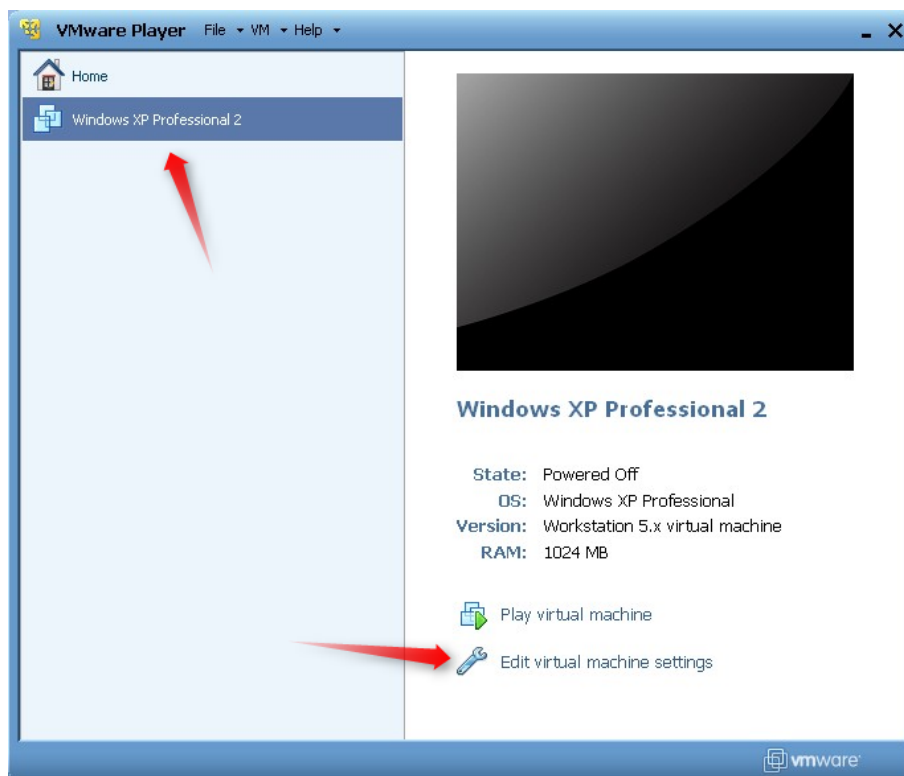 VMware Player File VM Help
Home
Windows XP Professional 2
Windows XP Professional 2
State: Powered Off
OS: Windows XP Professional
Version: Workstation 5.x virtual machine
RAM: 1024 MB
Play virtual machine
Edit virtual machine settings
vmware